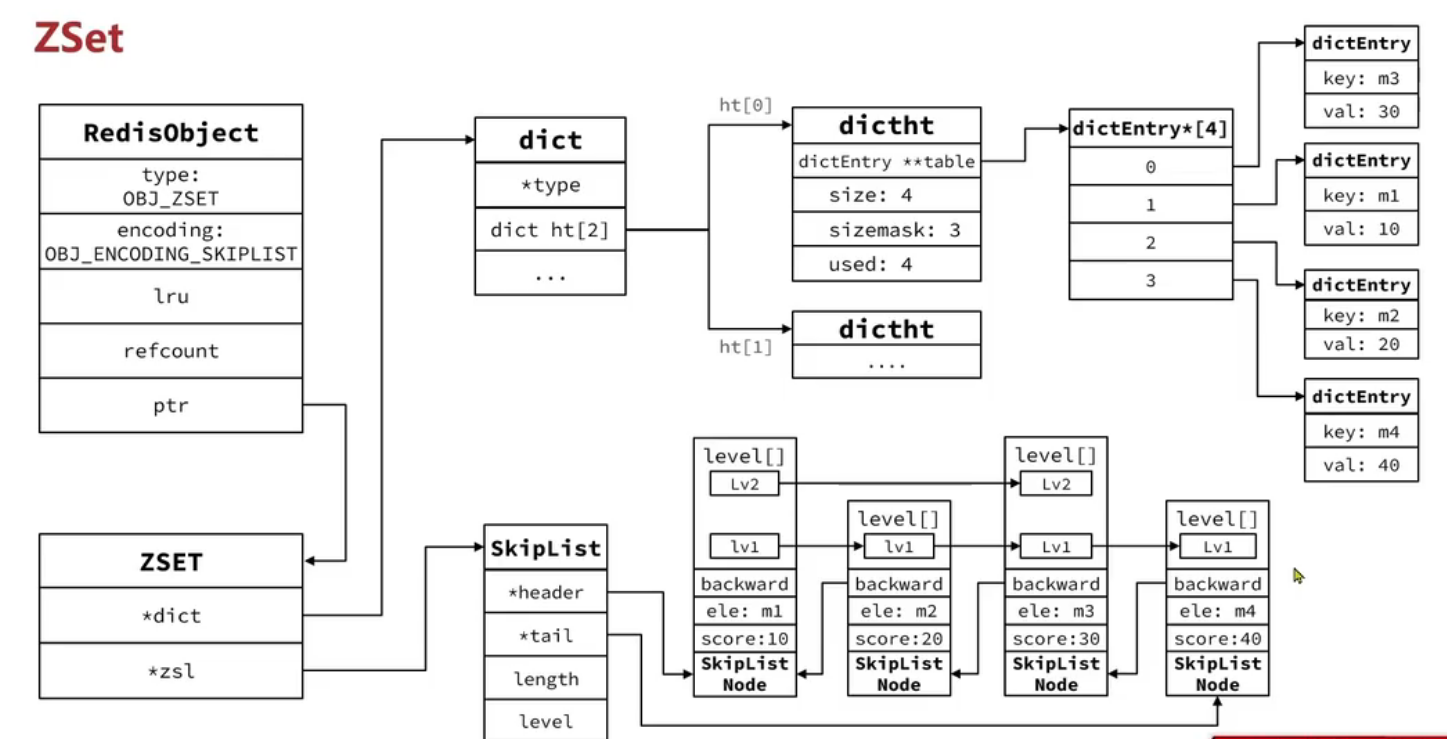 ZSet
RedisObject
type:
OBJ_ZSET
encoding:
OBJ_ENCODING_SKIPLIST
lru
refcount
ptr
ZSET
*dict
*zsl
dict
*type
dict ht[2]
...
ht[0]
dictht
dictEntry **table
size: 4
sizemask: 3
used: 4
ht[1]
dictht
....
dictEntry*[4]
0
1
2
3
dictEntry
key: m3
val: 30
dictEntry
key: m1
val: 10
dictEntry
key: m2
val: 20
dictEntry
key: m4
val: 40
SkipList
*header
*tail
length
level
level[]
Lv2
lv1
backward
ele: m1
score:10
SkipList
Node
level[]
lv1
backward
ele: m2
score:20
SkipList
Node
level[]
Lv2
Lv1
backward
ele: m3
score:30
SkipList
Node
level[]
Lv1
backward
ele: m4
score:40
SkipList
Node